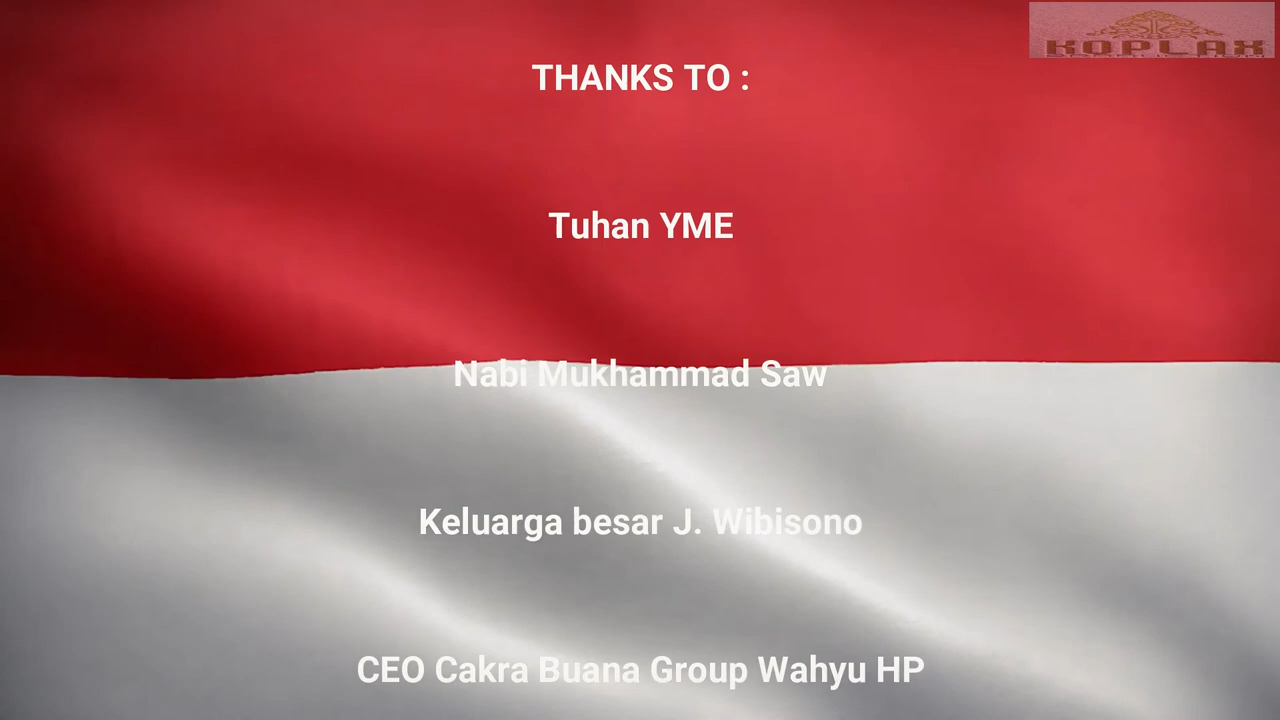 KOPLAX
THANKS TO :
Tuhan YME
Nabi Mukhammad Saw
Keluarga besar J. Wibisono
CEO Cakra Buana Group Wahyu HP